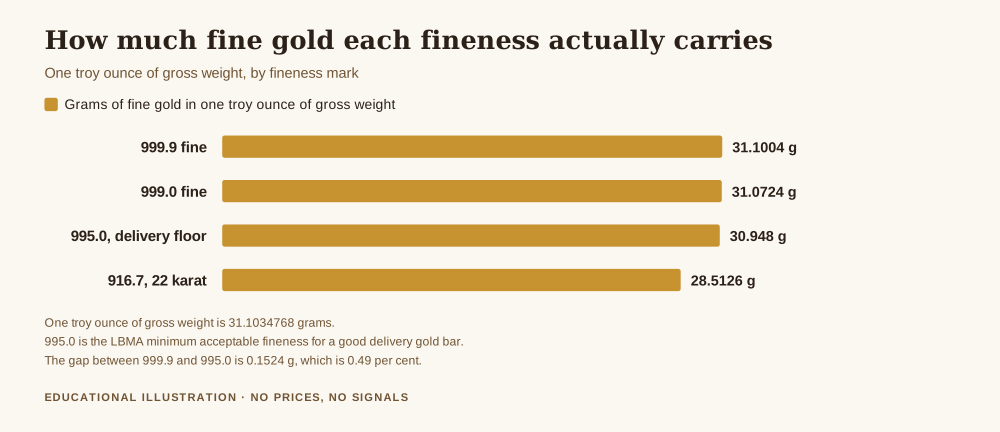 How much fine gold each fineness actually carries
One troy ounce of gross weight, by fineness mark
Grams of fine gold in one troy ounce of gross weight
999.9 fine 31.1004 g
999.0 fine 31.0724 g
995.0, delivery floor 30.948 g
916.7, 22 karat 28.5126 g
One troy ounce of gross weight is 31.1034768 grams.
995.0 is the LBMA minimum acceptable fineness for a good delivery gold bar.
The gap between 999.9 and 995.0 is 0.1524 g, which is 0.49 per cent.
EDUCATIONAL ILLUSTRATION · NO PRICES, NO SIGNALS